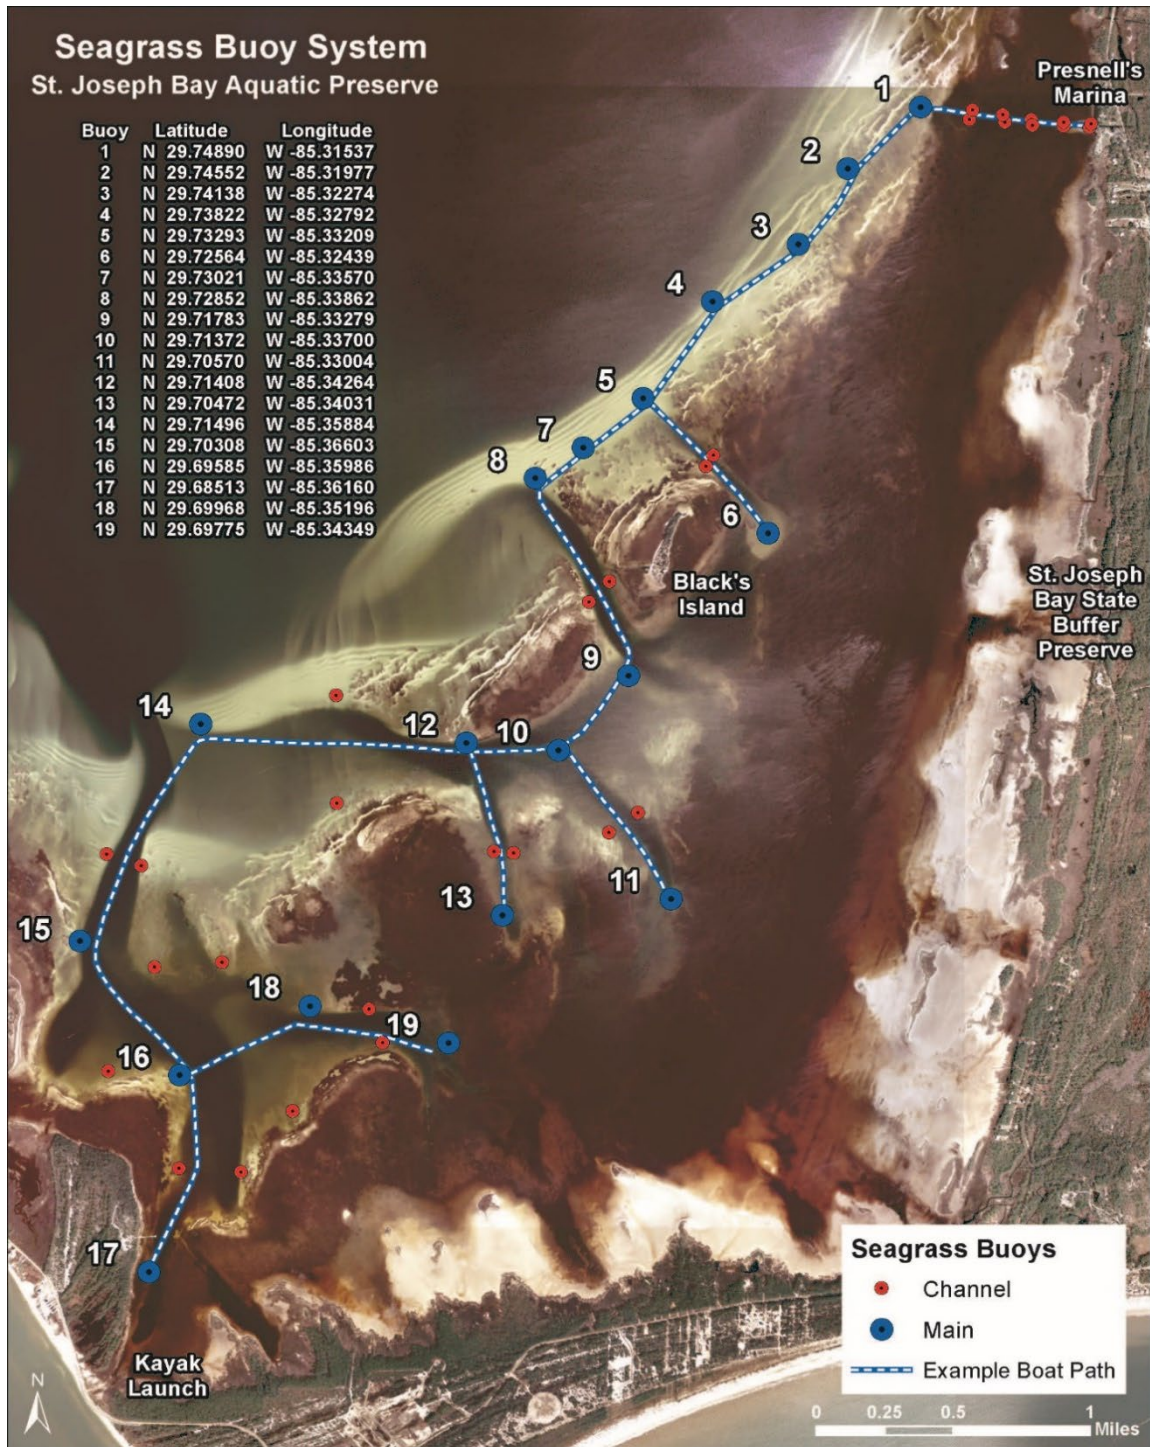 Seagrass Buoy System
St. Joseph Bay Aquatic Preserve
Buoy Latitude Longitude
1 N 29.74890 W -85.31537
2 N 29.74552 W -85.31977
3 N 29.74138 W -85.32274
4 N 29.73822 W -85.32792
5 N 29.73293 W -85.33209
6 N 29.72564 W -85.32439
7 N 29.73021 W -85.33570
8 N 29.72852 W -85.33862
9 N 29.71783 W -85.33279
10 N 29.71372 W -85.33700
11 N 29.70570 W -85.33004
12 N 29.71408 W -85.34264
13 N 29.70472 W -85.34031
14 N 29.71496 W -85.35884
15 N 29.70308 W -85.36603
16 N 29.69585 W -85.35986
17 N 29.68513 W -85.36160
18 N 29.69968 W -85.35196
19 N 29.69775 W -85.34349
Presnell's
Marina
1
2
3
4
5
7
8
6
Black's
Island
St. Joseph
Bay State
Buffer
Preserve
9
14
12
10
13
11
15
18
19
16
17
Kayak
Launch
Seagrass Buoys
Channel
Main
Example Boat Path
N
0 0.25 0.5 1
Miles